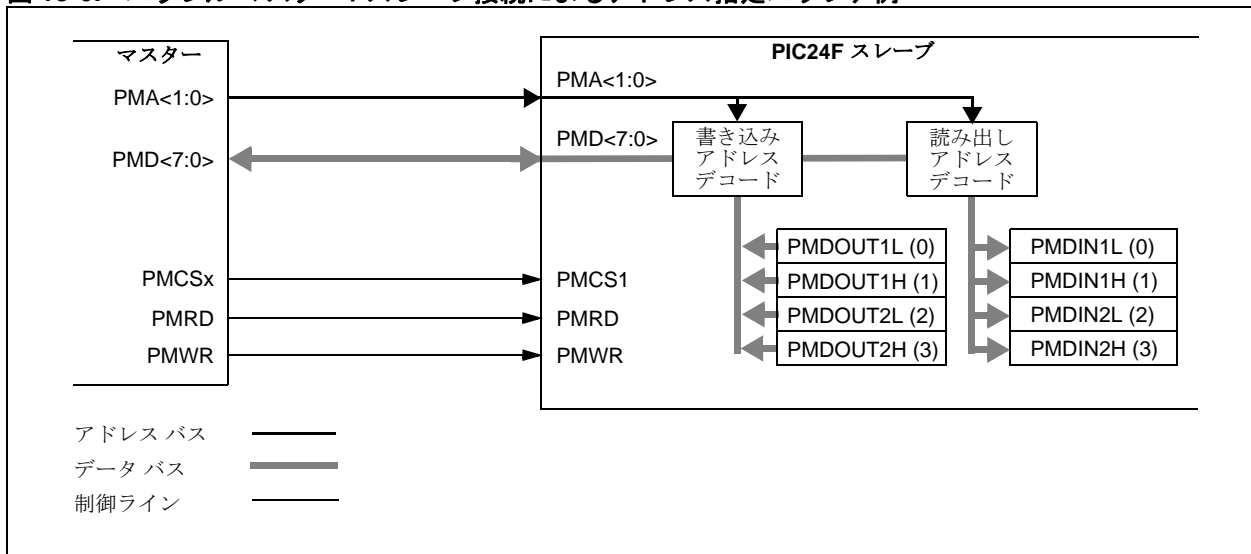 マスター
PMA<1:0>
PMD<7:0>
PMCSx
PMRD
PMWR
PIC24F スレーブ
PMA<1:0>
PMD<7:0>
PMCS1
PMRD
PMWR
書き込み
アドレス
デコード
読み出し
アドレス
デコード
PMDOUT1L (0)
PMDOUT1H (1)
PMDOUT2L (2)
PMDOUT2H (3)
PMDIN1L (0)
PMDIN1H (1)
PMDIN2L (2)
PMDIN2H (3)
アドレス バス
データ バス
制御ライン